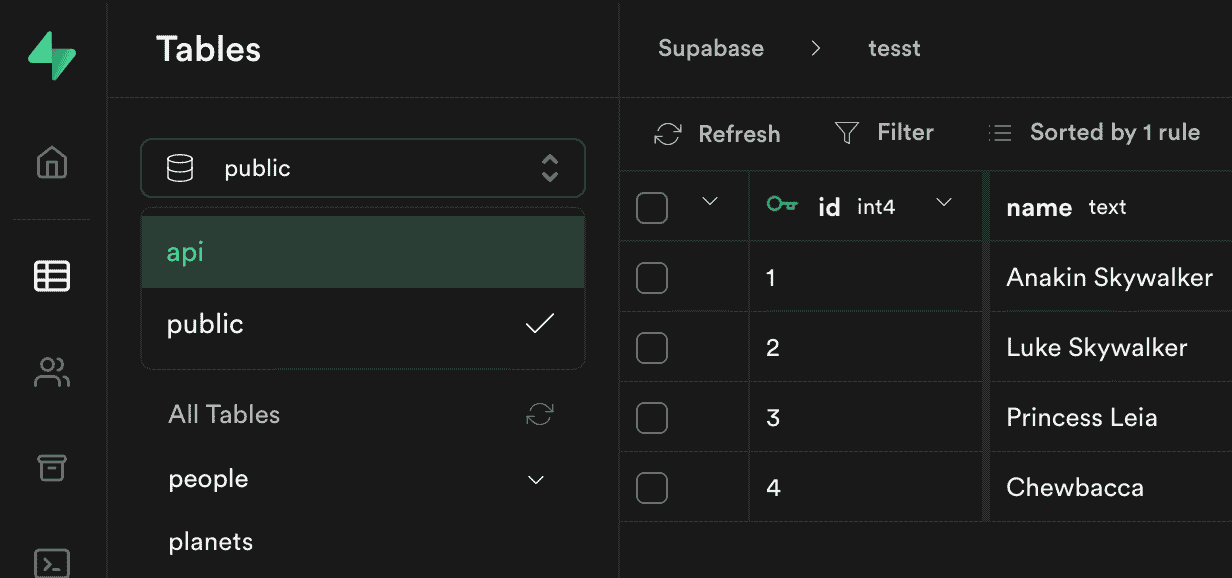 Tables
public
api
public
All Tables
people
planets
Supabase > tesst
Refresh Filter Sorted by 1 rule
id int4 name text
1 Anakin Skywalker
2 Luke Skywalker
3 Princess Leia
4 Chewbacca